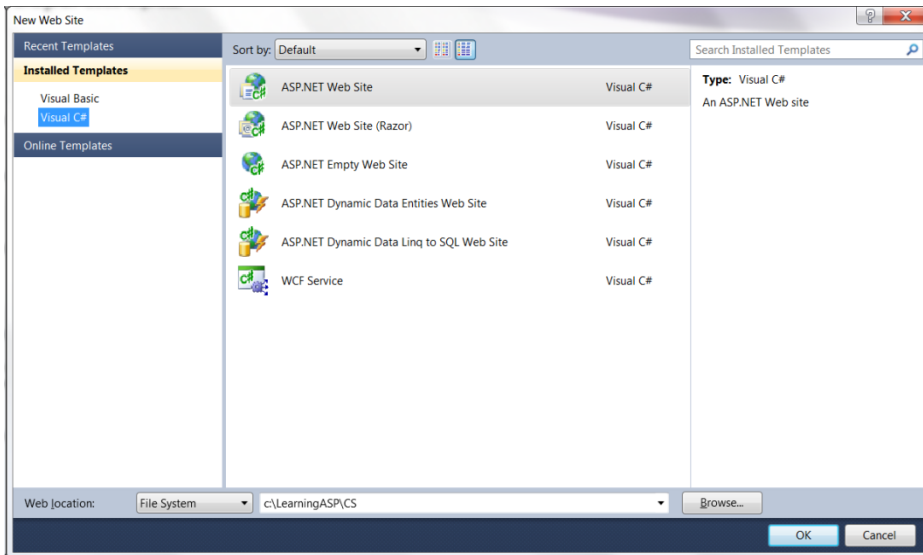 New Web Site
Recent Templates
Installed Templates
Visual Basic
Visual C#
Online Templates
Sort by: Default
Search Installed Templates
ASP.NET Web Site Visual C#
ASP.NET Web Site (Razor) Visual C#
ASP.NET Empty Web Site Visual C#
ASP.NET Dynamic Data Entities Web Site Visual C#
ASP.NET Dynamic Data Linq to SQL Web Site Visual C#
WCF Service Visual C#
Type: Visual C#
An ASP.NET Web site
Web location: File System c:\LearningASP\CS Browse...
OK Cancel